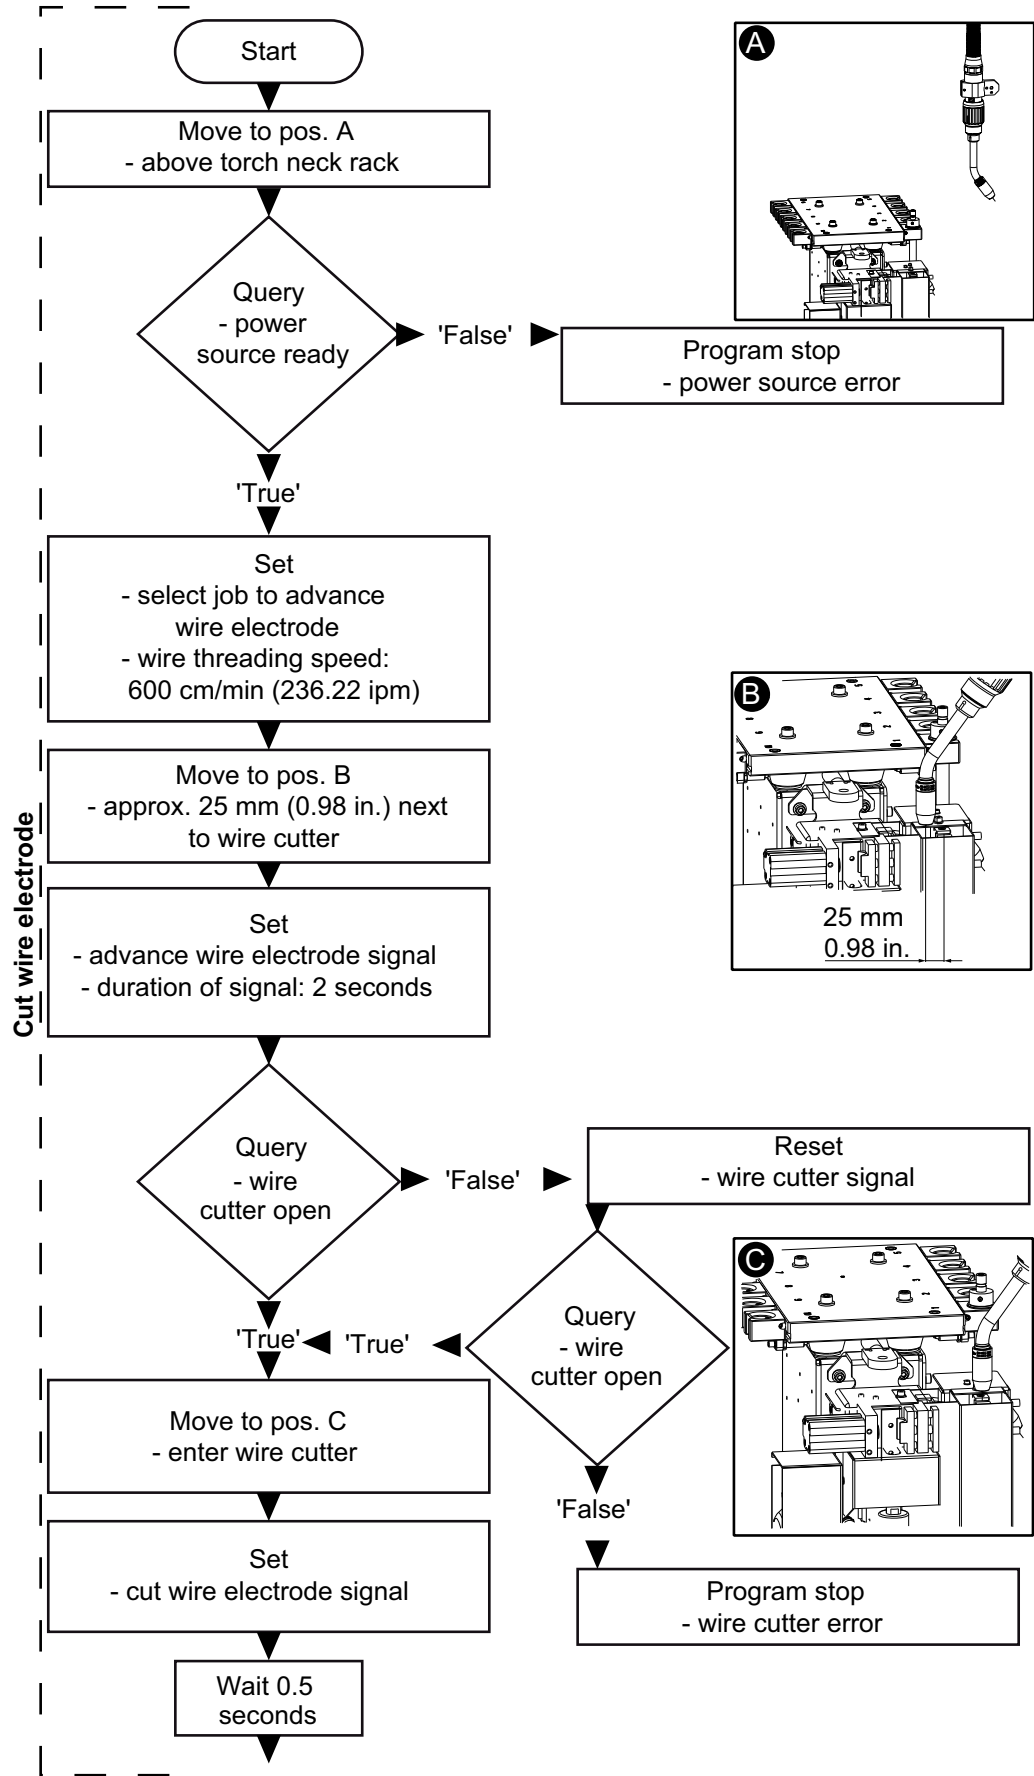 Start
A
Move to pos. A
- above torch neck rack
Query
- power
source ready
'False'
Program stop
- power source error
'True'
Set
- select job to advance
wire electrode
- wire threading speed:
600 cm/min (236.22 ipm)
B
25 mm
0.98 in.
Move to pos. B
- approx. 25 mm (0.98 in.) next
to wire cutter
Cut wire electrode
Set
- advance wire electrode signal
- duration of signal: 2 seconds
Query
- wire
cutter open
'False'
Reset
- wire cutter signal
C
Query
- wire
cutter open
'True'
'True'
Move to pos. C
- enter wire cutter
'False'
Set
- cut wire electrode signal
Program stop
- wire cutter error
Wait 0.5
seconds